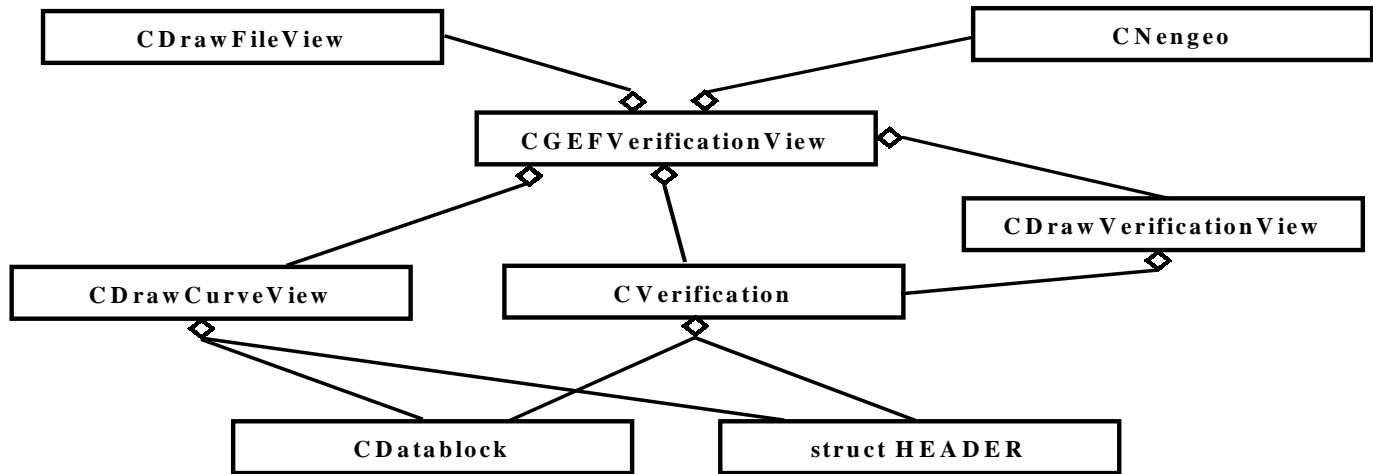 CDrawFileView
CNengeo
CGEFVerificationView
CDrawVerificationView
CDrawCurveView
CVerification
CDatablock
struct HEADER